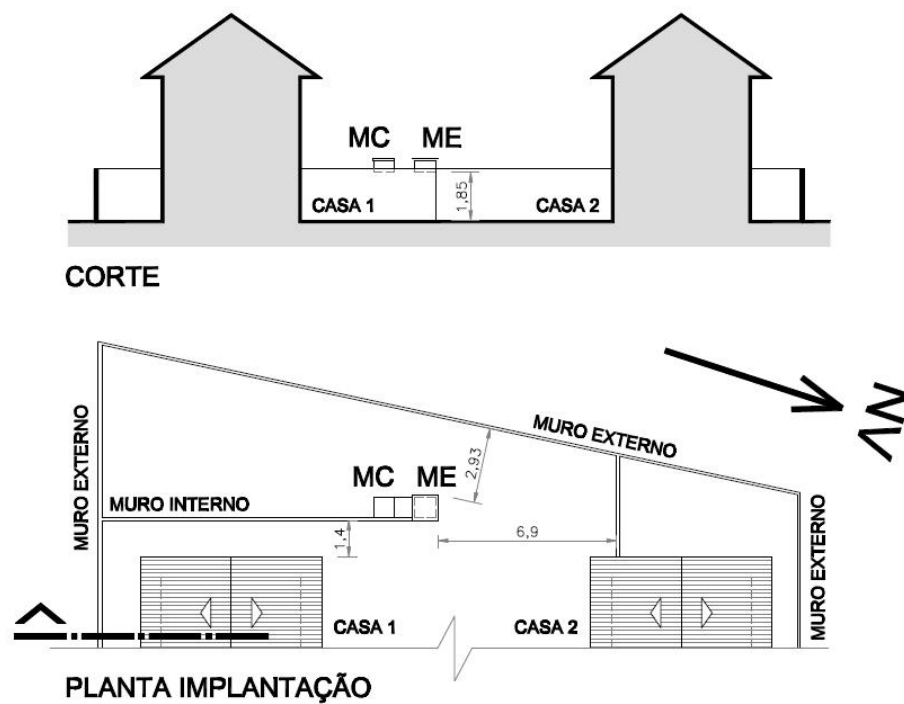 MC ME
1,85
CASA 1 CASA 2
CORTE
MURO EXTERNO
MURO EXTERNO
N
2,93
MC ME
MURO INTERNO
1,4
6,9
MURO EXTERNO
CASA 1 CASA 2
PLANTA IMPLANTAÇÃO